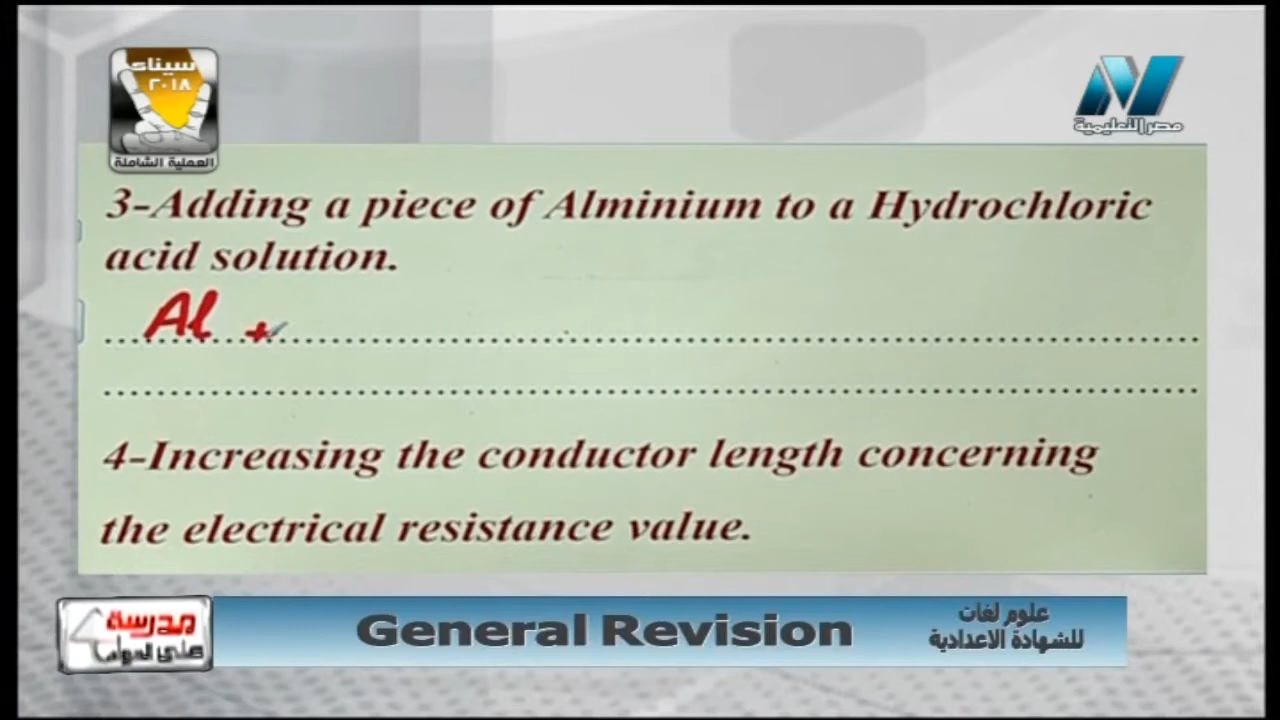 سيناء
٢٠١٨
العملية الشاملة
مصر التعليمية
3-Adding a piece of Alminium to a Hydrochloric
acid solution.
Al +
4-Increasing the conductor length concerning
the electrical resistance value.
مدرسة
على الهواء
General Revision
علوم لغات
للشهادة الاعدادية